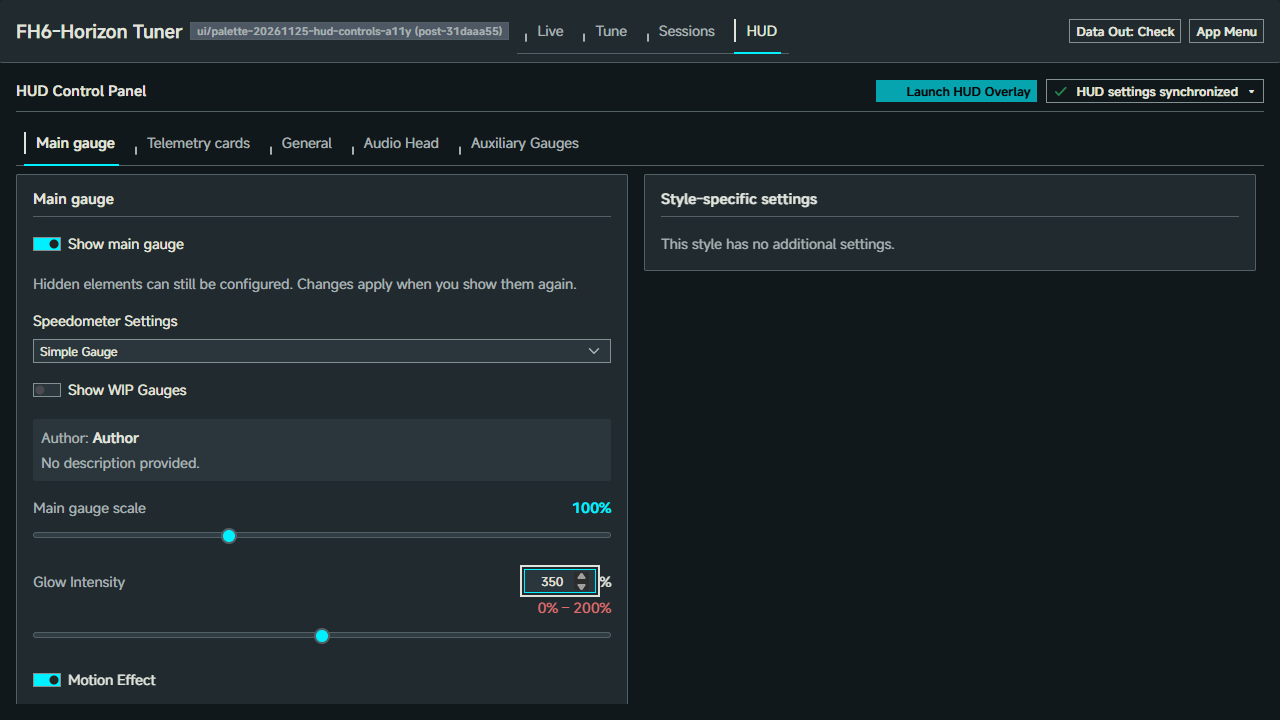 FH6-Horizon Tuner
ui/palette-20261125-hud-controls-a11y (post-31daaa55)
Live
Tune
Sessions
HUD
Data Out: Check
App Menu
HUD Control Panel
Launch HUD Overlay
HUD settings synchronized
Main gauge
Telemetry cards
General
Audio Head
Auxiliary Gauges
Main gauge
Show main gauge
Hidden elements can still be configured. Changes apply when you show them again.
Speedometer Settings
Simple Gauge
Show WIP Gauges
Author: Author
No description provided.
Main gauge scale
100%
Glow Intensity
350 %
0% – 200%
Motion Effect
Style-specific settings
This style has no additional settings.